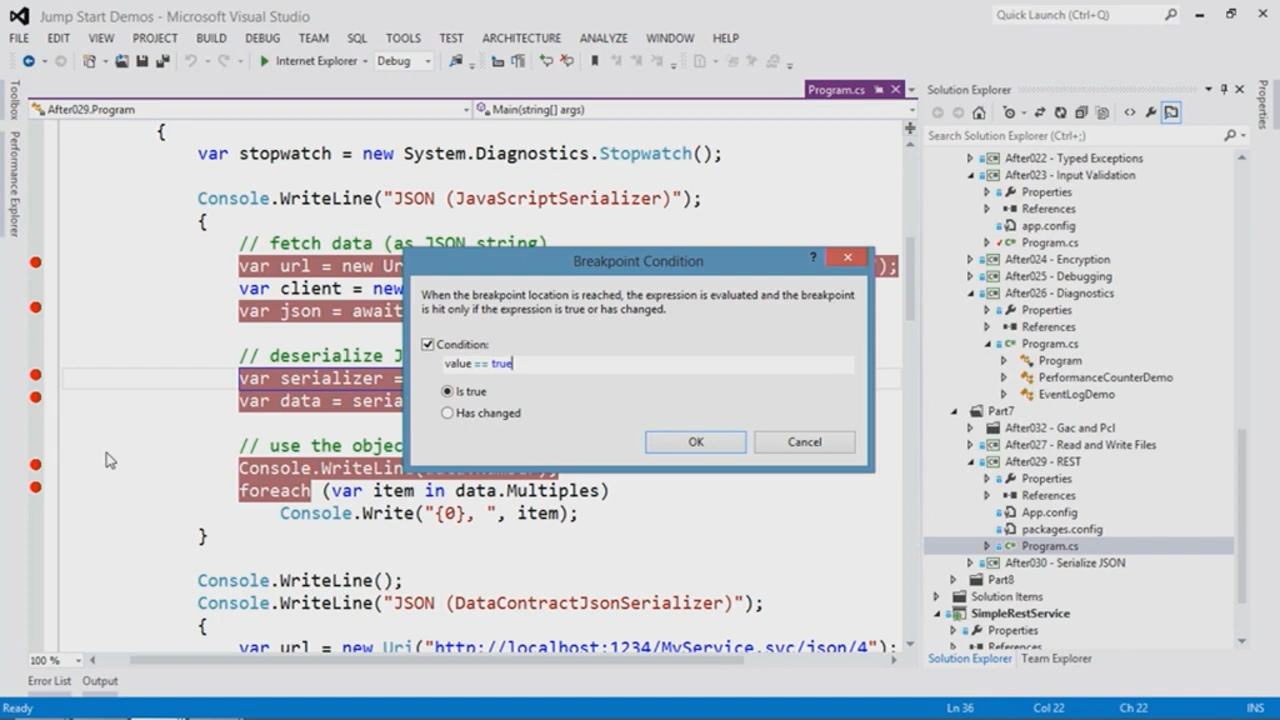 Jump Start Demos - Microsoft Visual Studio
Quick Launch (Ctrl+Q)
FILE EDIT VIEW PROJECT BUILD DEBUG TEAM SQL TOOLS TEST ARCHITECTURE ANALYZE WINDOW HELP
Internet Explorer Debug
Toolbox
Performance Explorer
Program.cs
After029.Program
Main(string[] args)
{
var stopwatch = new System.Diagnostics.Stopwatch();
Console.WriteLine("JSON (JavaScriptSerializer)");
{
// fetch data (as JSON string)
var url = new Ur );
var client = new
var json = await
// deserialize J
var serializer =
var data = seria
// use the objec
Console.WriteLin
foreach (var item in data.Multiples)
Console.Write("{0}, ", item);
}
Console.WriteLine();
Console.WriteLine("JSON (DataContractJsonSerializer)");
{
var url = new Uri("http://localhost:1234/MyService.svc/json/4");
100 %
Breakpoint Condition
?
When the breakpoint location is reached, the expression is evaluated and the breakpoint
is hit only if the expression is true or has changed.
Condition:
value == true
Is true
Has changed
OK
Cancel
Solution Explorer
Search Solution Explorer (Ctrl+;)
After022 - Typed Exceptions
After023 - Input Validation
Properties
References
app.config
Program.cs
After024 - Encryption
After025 - Debugging
After026 - Diagnostics
Properties
References
Program.cs
Program
PerformanceCounterDemo
EventLogDemo
Part7
After032 - Gac and Pcl
After027 - Read and Write Files
After029 - REST
Properties
References
App.config
packages.config
Program.cs
After030 - Serialize JSON
Part8
Solution Items
SimpleRestService
Properties
References
Solution Explorer Team Explorer
Properties
Error List Output
Ready
Ln 36 Col 22 Ch 22 INS